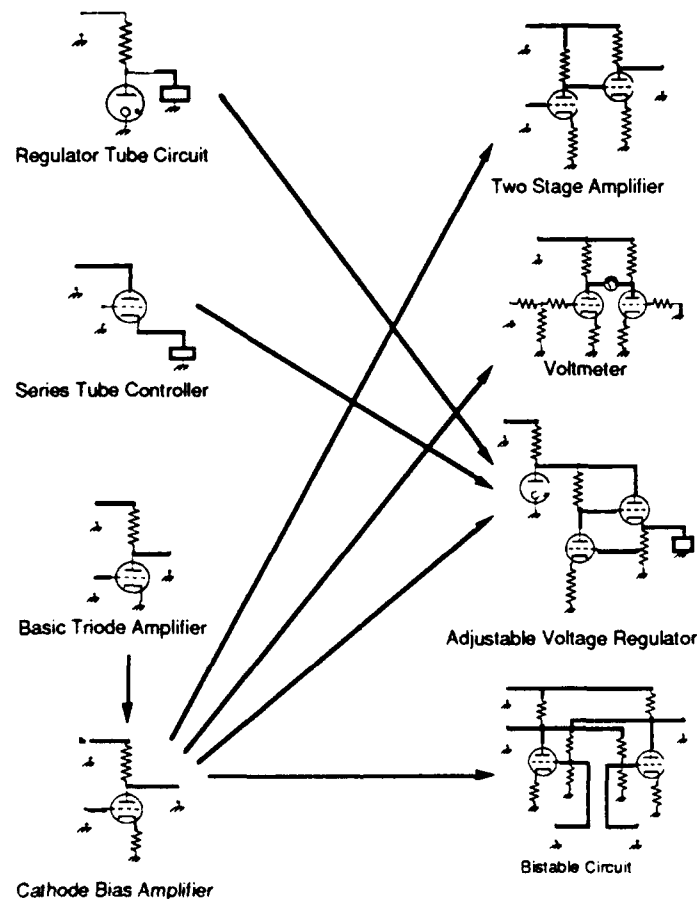 Regulator Tube Circuit
Two Stage Amplifier
Series Tube Controller
Voltmeter
Basic Triode Amplifier
Adjustable Voltage Regulator
Cathode Bias Amplifier
Bistable Circuit